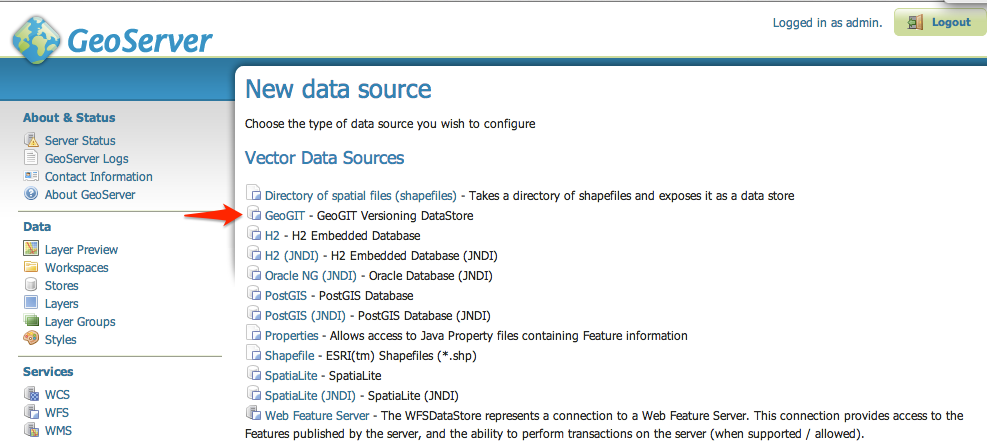 GeoServer
Logged in as admin.
Logout
About & Status
Server Status
GeoServer Logs
Contact Information
About GeoServer
Data
Layer Preview
Workspaces
Stores
Layers
Layer Groups
Styles
Services
WCS
WFS
WMS
New data source
Choose the type of data source you wish to configure
Vector Data Sources
Directory of spatial files (shapefiles) - Takes a directory of shapefiles and exposes it as a data store
GeoGIT - GeoGIT Versioning DataStore
H2 - H2 Embedded Database
H2 (JNDI) - H2 Embedded Database (JNDI)
Oracle NG (JNDI) - Oracle Database (JNDI)
PostGIS - PostGIS Database
PostGIS (JNDI) - PostGIS Database (JNDI)
Properties - Allows access to Java Property files containing Feature information
Shapefile - ESRI(tm) Shapefiles (*.shp)
SpatiaLite - SpatiaLite
SpatiaLite (JNDI) - SpatiaLite (JNDI)
Web Feature Server - The WFSDataStore represents a connection to a Web Feature Server. This connection provides access to the
Features published by the server, and the ability to perform transactions on the server (when supported / allowed).